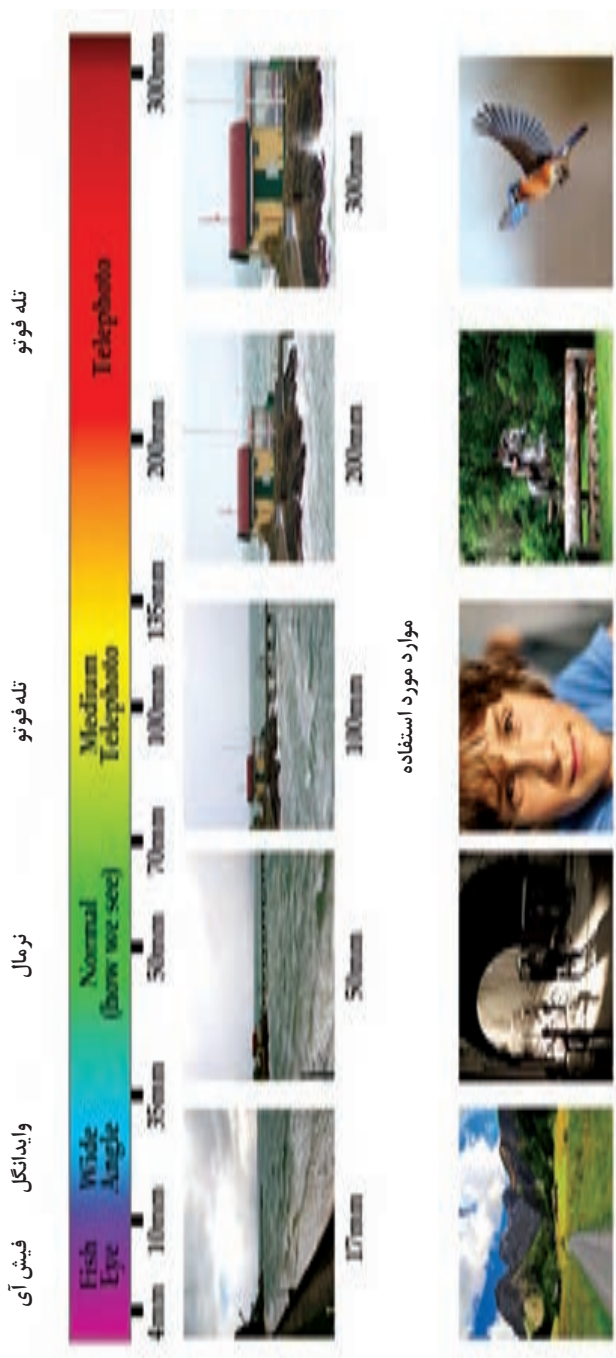 فیش آی وایدانگل نرمال تله فوتو تله فوتو
Fish Eye Wide Angle Normal (how we see) Medium Telephoto Telephoto
4mm 10mm 35mm 50mm 70mm 100mm 135mm 200mm 300mm
17mm 50mm 100mm 200mm 300mm
موارد مورد استفاده